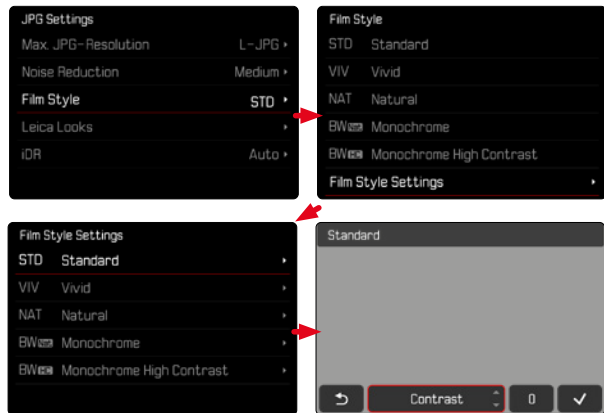 JPG Settings
Max. JPG-Resolution L-JPG
Noise Reduction Medium
Film Style STD
Leica Looks
iDR Auto
Film Style
STD Standard
VIV Vivid
NAT Natural
BW Monochrome
BW Monochrome High Contrast
Film Style Settings
Film Style Settings
STD Standard
VIV Vivid
NAT Natural
BW Monochrome
BW Monochrome High Contrast
Standard
Contrast 0